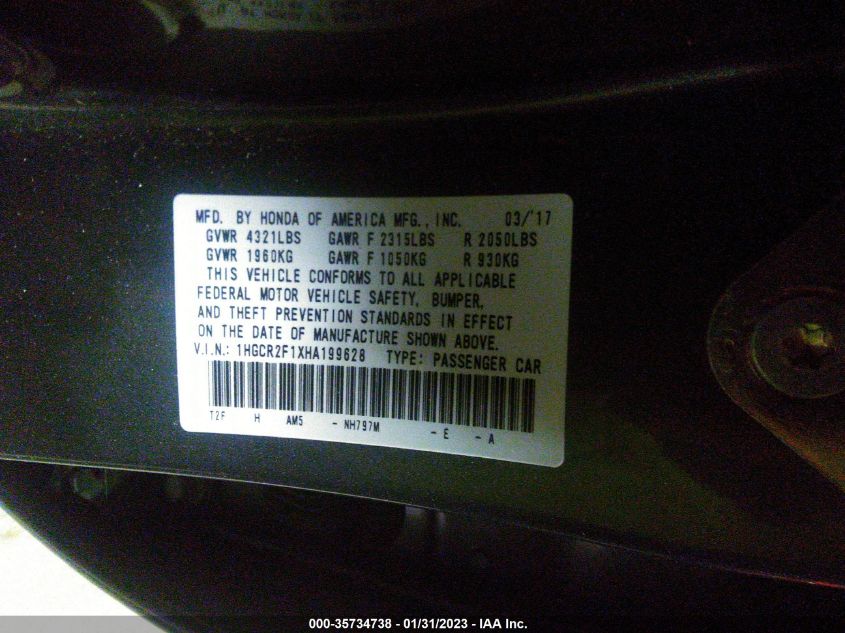 MFD. BY HONDA OF AMERICA MFG., INC. 03/'17
GVWR 4321LBS GAWR F 2315LBS R 2050LBS
GVWR 1960KG GAWR F 1050KG R 930KG
THIS VEHICLE CONFORMS TO ALL APPLICABLE
FEDERAL MOTOR VEHICLE SAFETY, BUMPER,
AND THEFT PREVENTION STANDARDS IN EFFECT
ON THE DATE OF MANUFACTURE SHOWN ABOVE.
V.I.N.: 1HGCR2F1XHA199628 TYPE: PASSENGER CAR
T2F H AM5 - NH797M - E - A
000-35734738 - 01/31/2023 - IAA Inc.